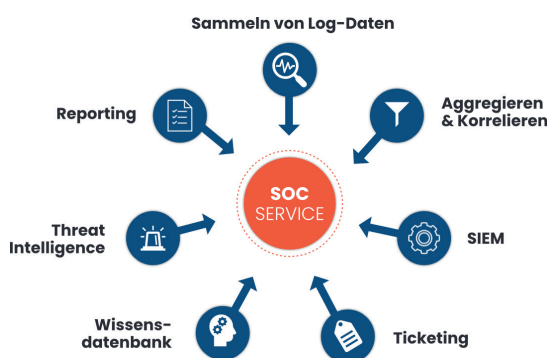 Sammeln von Log-Daten
Reporting
Aggregieren
& Korrelieren
SOC
SERVICE
Threat
Intelligence
SIEM
Wissens-
datenbank
Ticketing